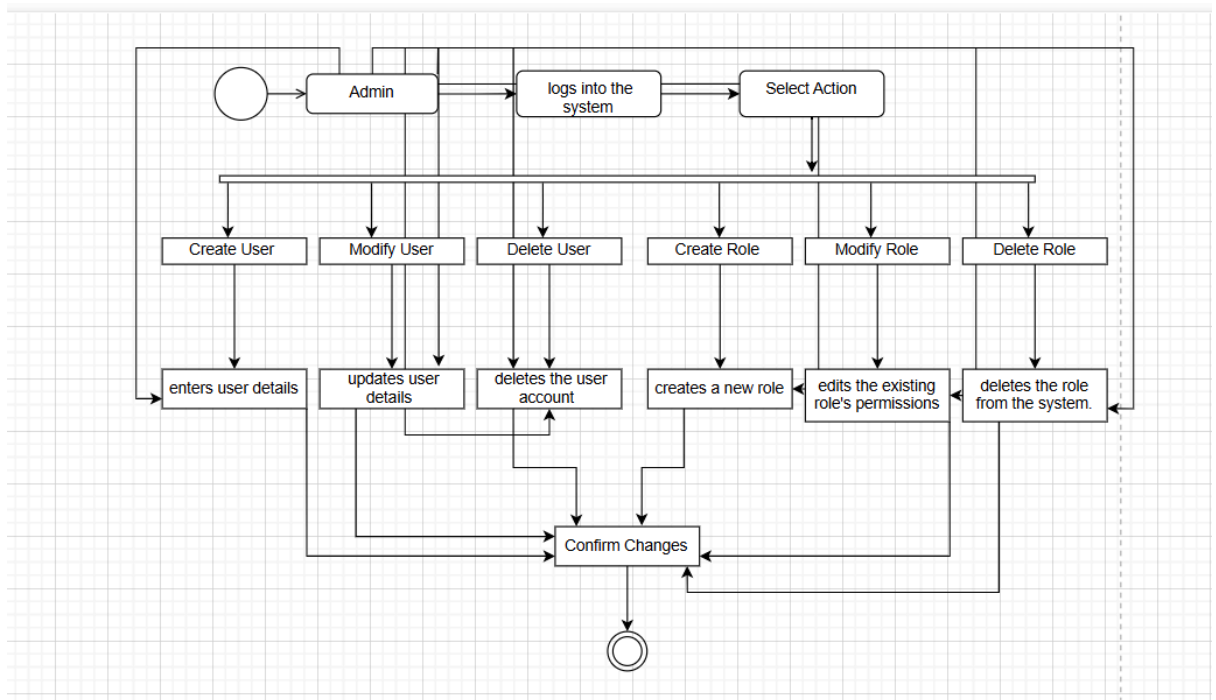 Admin
logs into the
system
Select Action
Create User
Modify User
Delete User
Create Role
Modify Role
Delete Role
enters user details
updates user
details
deletes the user
account
creates a new role
edits the existing
role's permissions
deletes the role
from the system.
Confirm Changes